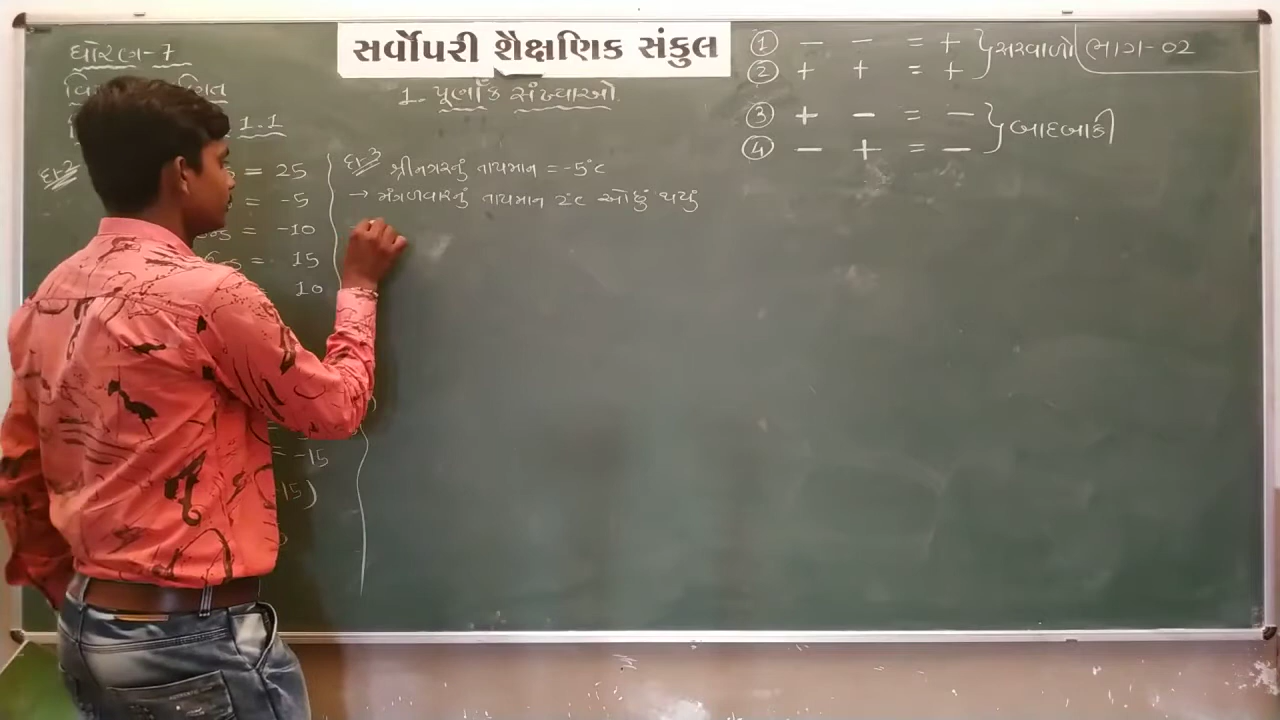 સર્વોપરી શૈક્ષણિક સંકુલ
ધોરણ-7
1.1
1. પૂર્ણાંક સંખ્યાઓ
ભાગ-02
① - - = +
② + + = +
સરવાળો
③ + - = -
④ - + = -
બાદબાકી
= 25
= -5
= -10
= 15
10
= -15
-15)
શ્રીનગરનું તાપમાન = -5°c
→ મંગળવારનું તાપમાન 2°c ઓછું થયું